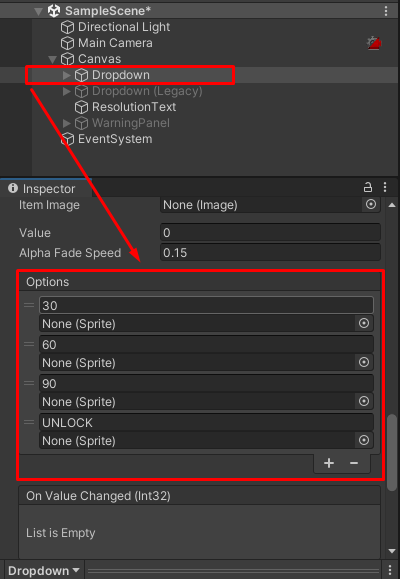 SampleScene*
Directional Light
Main Camera
Canvas
Dropdown
Dropdown (Legacy)
ResolutionText
WarningPanel
EventSystem
Inspector
Item Image None (Image)
Value 0
Alpha Fade Speed 0.15
Options
30
None (Sprite)
60
None (Sprite)
90
None (Sprite)
UNLOCK
None (Sprite)
On Value Changed (Int32)
List is Empty
Dropdown